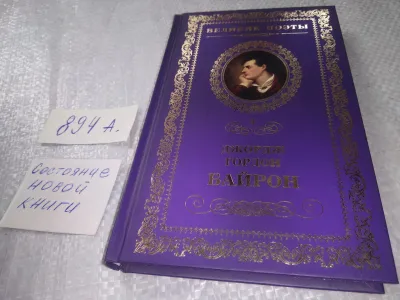 ВЕЛИКИЕ ПОЭТЫ
ДЖОРДЖ
ГОРДОН
БАЙРОН
894 А.
Состояние
НОВОЙ
КНИГИ